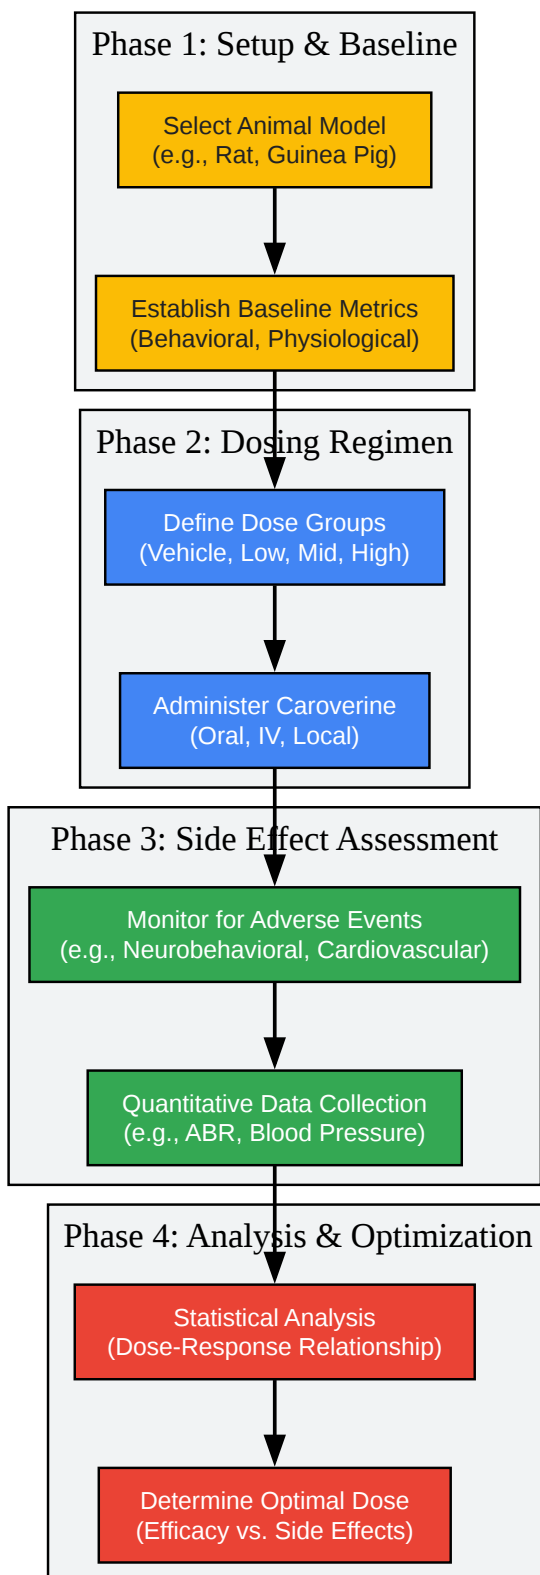 Phase 1: Setup & Baseline
Select Animal Model
(e.g., Rat, Guinea Pig)
Establish Baseline Metrics
(Behavioral, Physiological)
Phase 2: Dosing Regimen
Define Dose Groups
(Vehicle, Low, Mid, High)
Administer Caroverine
(Oral, IV, Local)
Phase 3: Side Effect Assessment
Monitor for Adverse Events
(e.g., Neurobehavioral, Cardiovascular)
Quantitative Data Collection
(e.g., ABR, Blood Pressure)
Phase 4: Analysis & Optimization
Statistical Analysis
(Dose-Response Relationship)
Determine Optimal Dose
(Efficacy vs. Side Effects)